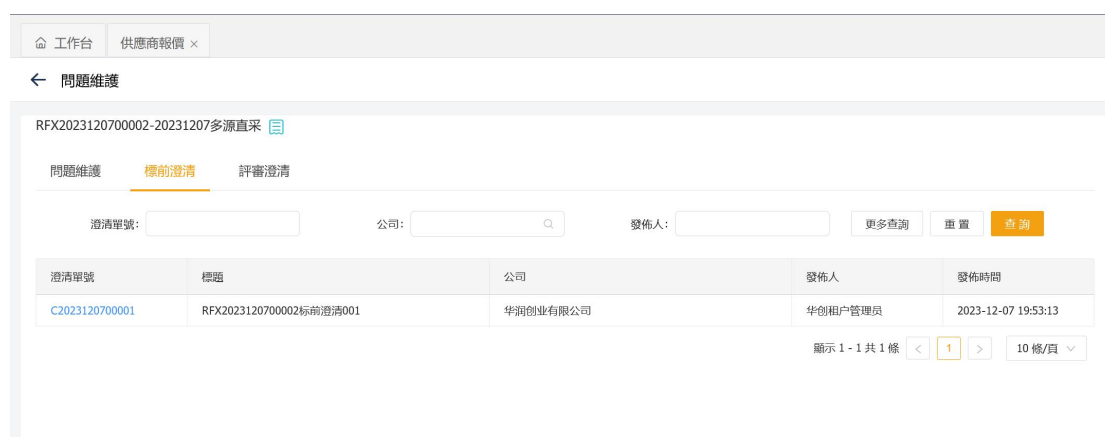 工作台 供應商報價 ×
← 問題維護
RFX2023120700002-20231207多源直采
問題維護 標前澄清 評審澄清
澄清單號: 公司: 發佈人: 更多查詢 重置 查詢
澄清單號 標題 公司 發佈人 發佈時間
C2023120700001 RFX2023120700002标前澄清001 华润创业有限公司 华创租户管理员 2023-12-07 19:53:13
顯示 1 - 1 共 1 條 < 1 > 10 條/頁